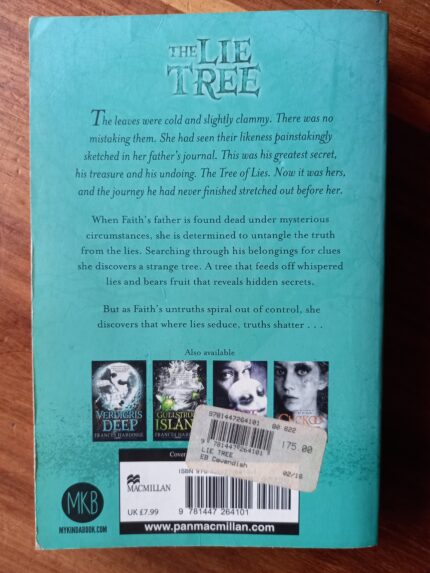 THE LIE
TREE
The leaves were cold and slightly clammy. There was no
mistaking them. She had seen their likeness painstakingly
sketched in her father's journal. This was his greatest secret,
his treasure and his undoing. The Tree of Lies. Now it was hers,
and the journey he had never finished stretched out before her.
When Faith's father is found dead under mysterious
circumstances, she is determined to untangle the truth
from the lies. Searching through his belongings for clues
she discovers a strange tree. A tree that feeds off whispered
lies and bears fruit that reveals hidden secrets.
But as Faith's untruths spiral out of control, she
discovers that where lies seduce, truths shatter . . .
Also available
VERDIGRIS
DEEP
FRANCES HARDINGE
GULLSTRUCK
ISLAND
FRANCES
9781447264101 00 022
9 781447264101
175.00
LIE TREE
EB Cavendish
02/16
Cover
ISBN 978
MACMILLAN
UK £7.99
www.panmacmillan.com
9 781447 264101
MKB
MYKINDABOOK.COM